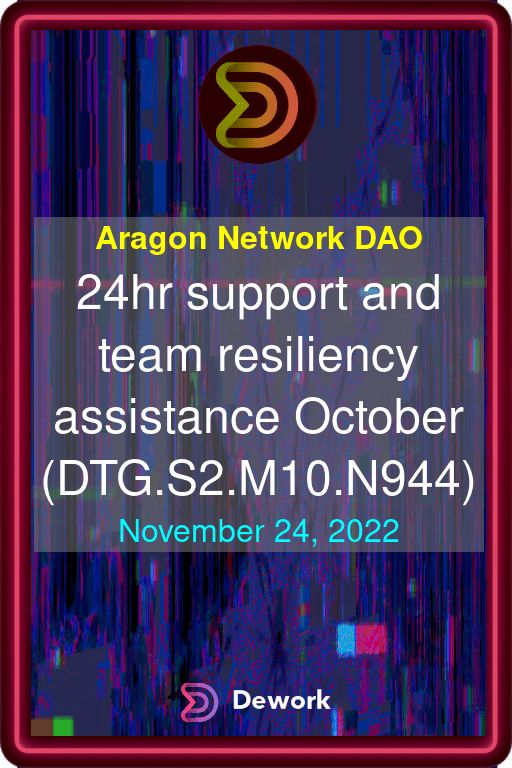 Aragon Network DAO
24hr support and
team resiliency
assistance October
(DTG.S2.M10.N944)
November 24, 2022
Dework